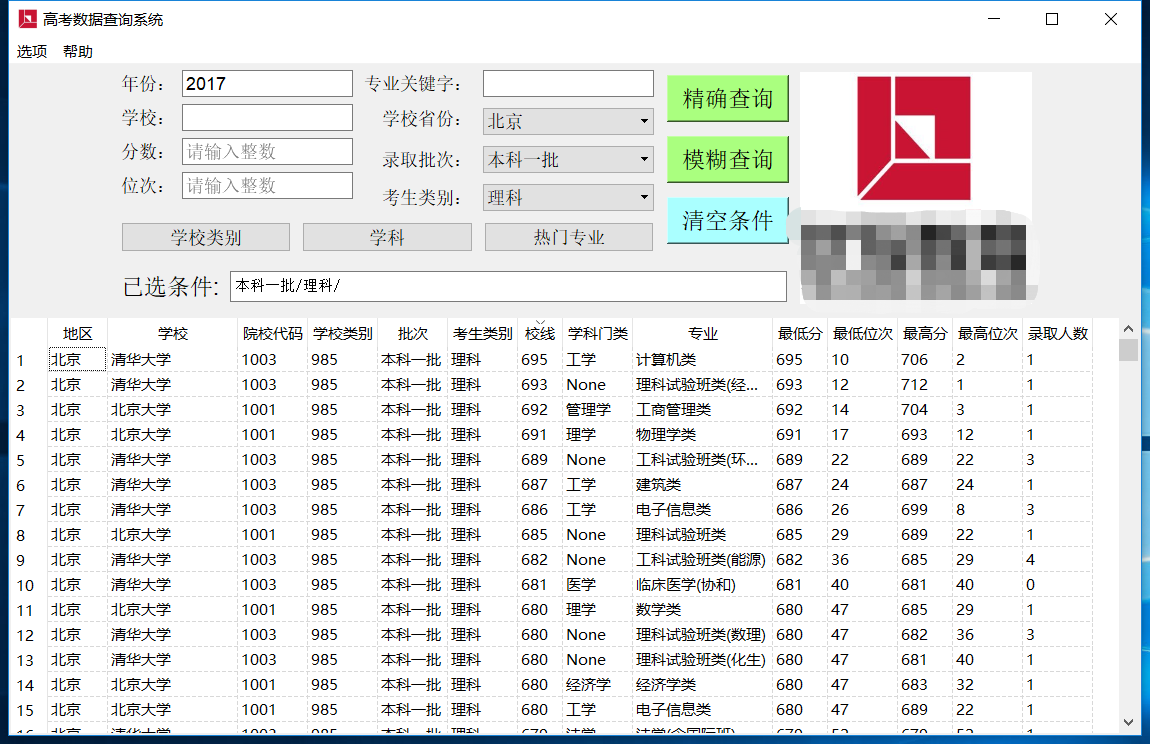 高考数据查询系统
选项 帮助
年份： 2017 专业关键字： 精确查询
学校： 学校省份： 北京
分数： 请输入整数 录取批次： 本科一批 模糊查询
位次： 请输入整数 考生类别： 理科 清空条件
学校类别 学科 热门专业
已选条件: 本科一批/理科/
地区 学校 院校代码 学校类别 批次 考生类别 校线 学科门类 专业 最低分 最低位次 最高分 最高位次 录取人数
1 北京 清华大学 1003 985 本科一批 理科 695 工学 计算机类 695 10 706 2 1
2 北京 清华大学 1003 985 本科一批 理科 693 None 理科试验班类(经... 693 12 712 1 1
3 北京 北京大学 1001 985 本科一批 理科 692 管理学 工商管理类 692 14 704 3 1
4 北京 北京大学 1001 985 本科一批 理科 691 理学 物理学类 691 17 693 12 1
5 北京 清华大学 1003 985 本科一批 理科 689 None 工科试验班类(环... 689 22 689 22 3
6 北京 清华大学 1003 985 本科一批 理科 687 工学 建筑类 687 24 687 24 1
7 北京 清华大学 1003 985 本科一批 理科 686 工学 电子信息类 686 26 699 8 3
8 北京 北京大学 1001 985 本科一批 理科 685 None 理科试验班类 685 29 689 22 1
9 北京 清华大学 1003 985 本科一批 理科 682 None 工科试验班类(能源) 682 36 685 29 4
10 北京 清华大学 1003 985 本科一批 理科 681 医学 临床医学(协和) 681 40 681 40 0
11 北京 北京大学 1001 985 本科一批 理科 680 理学 数学类 680 47 685 29 1
12 北京 清华大学 1003 985 本科一批 理科 680 None 理科试验班类(数理) 680 47 682 36 3
13 北京 清华大学 1003 985 本科一批 理科 680 None 理科试验班类(化生) 680 47 681 40 1
14 北京 北京大学 1001 985 本科一批 理科 680 经济学 经济学类 680 47 683 32 1
15 北京 北京大学 1001 985 本科一批 理科 680 工学 电子信息类 680 47 689 22 1